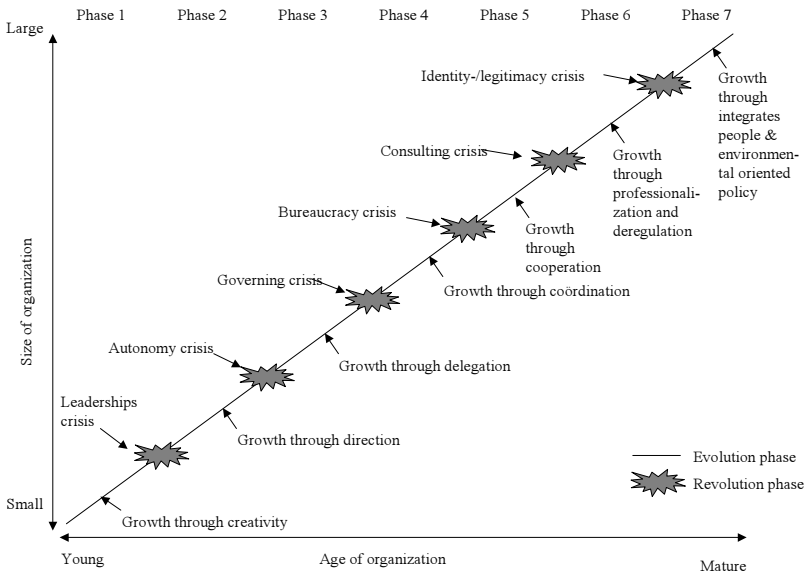 Phase 1 Phase 2 Phase 3 Phase 4 Phase 5 Phase 6 Phase 7
Large
Identity-/legitimacy crisis
Growth
through
integrates
people &
environmen-
tal oriented
policy
Consulting crisis
Growth
through
professionali-
zation and
deregulation
Bureaucracy crisis
Growth
through
cooperation
Governing crisis
Growth through coördination
Size of organization
Autonomy crisis
Growth through delegation
Leaderships
crisis
Growth through direction
Evolution phase
Revolution phase
Small
Growth through creativity
Young
Age of organization
Mature